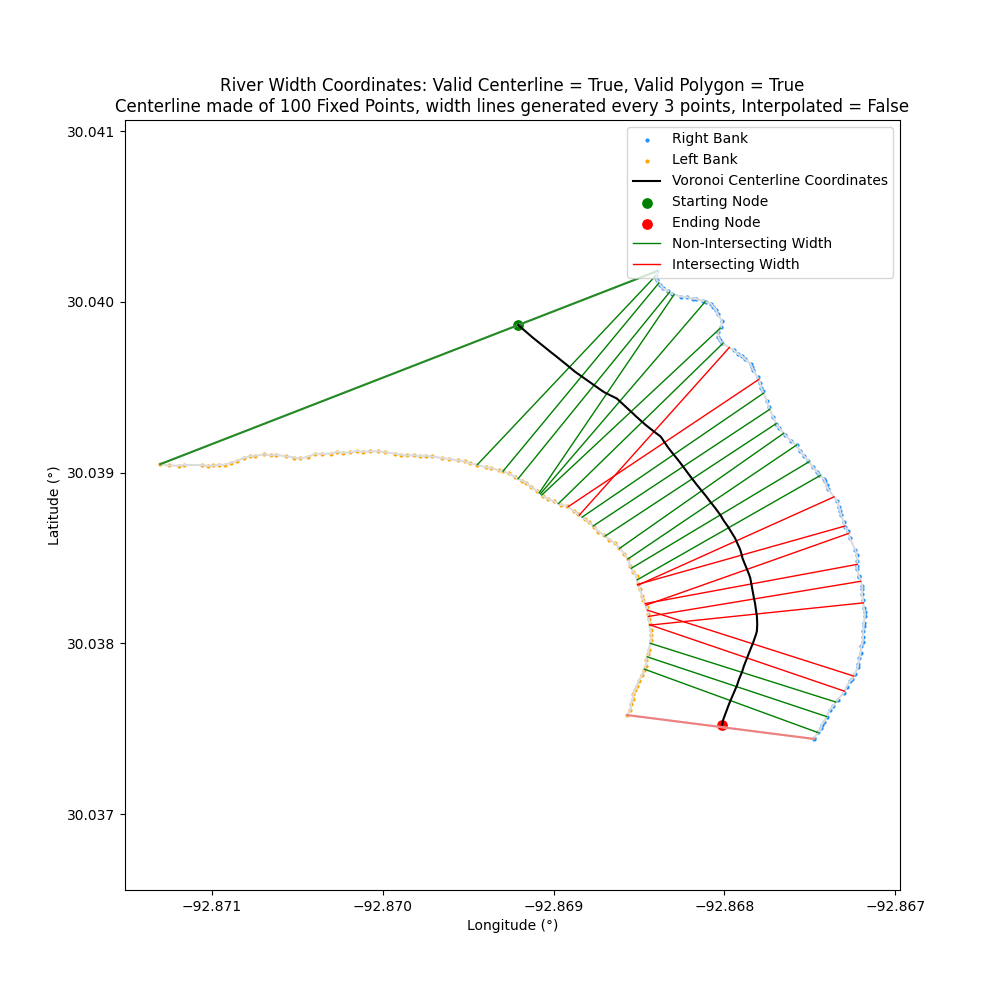 River Width Coordinates: Valid Centerline = True, Valid Polygon = True
Centerline made of 100 Fixed Points, width lines generated every 3 points, Interpolated = False
Right Bank
Left Bank
Voronoi Centerline Coordinates
Starting Node
Ending Node
Non-Intersecting Width
Intersecting Width
30.041
30.040
30.039
30.038
30.037
Latitude (°)
−92.871
−92.870
−92.869
−92.868
−92.867
Longitude (°)